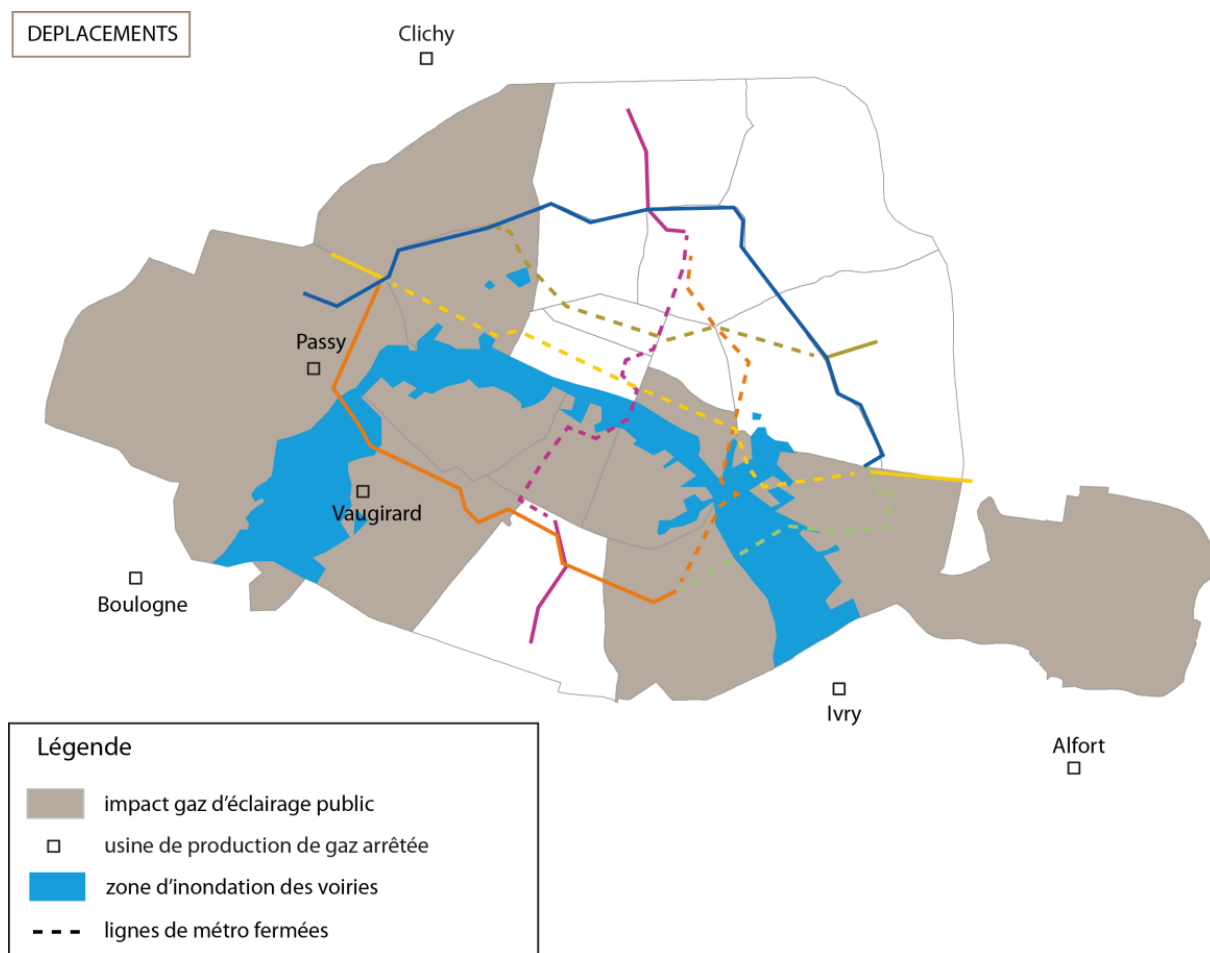 DEPLACEMENTS
Clichy
Passy
Vaugirard
Boulogne
Ivry
Alfort
Légende
impact gaz d'éclairage public
usine de production de gaz arrêtée
zone d'inondation des voiries
lignes de métro fermées